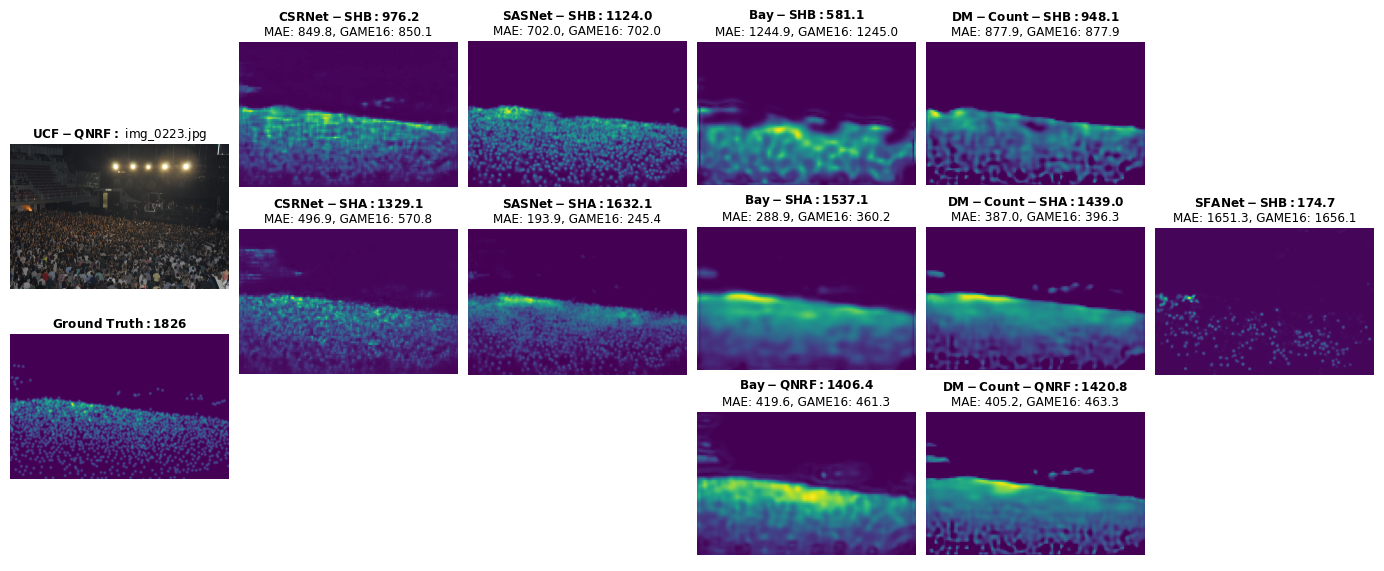 UCF − QNRF: img_0223.jpg
Ground Truth: 1826
CSRNet − SHB: 976.2
MAE: 849.8, GAME16: 850.1
SASNet − SHB: 1124.0
MAE: 702.0, GAME16: 702.0
Bay − SHB: 581.1
MAE: 1244.9, GAME16: 1245.0
DM − Count − SHB: 948.1
MAE: 877.9, GAME16: 877.9
CSRNet − SHA: 1329.1
MAE: 496.9, GAME16: 570.8
SASNet − SHA: 1632.1
MAE: 193.9, GAME16: 245.4
Bay − SHA: 1537.1
MAE: 288.9, GAME16: 360.2
DM − Count − SHA: 1439.0
MAE: 387.0, GAME16: 396.3
SFANet − SHB: 174.7
MAE: 1651.3, GAME16: 1656.1
Bay − QNRF: 1406.4
MAE: 419.6, GAME16: 461.3
DM − Count − QNRF: 1420.8
MAE: 405.2, GAME16: 463.3